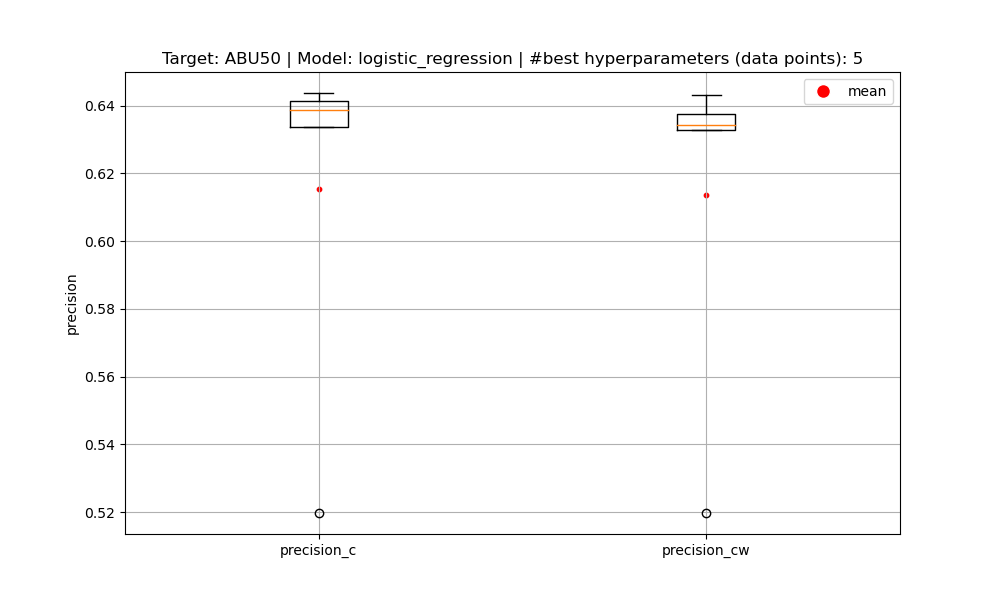 Target: ABU50 | Model: logistic_regression | #best hyperparameters (data points): 5
mean
0.64
0.62
0.60
0.58
0.56
0.54
0.52
precision
precision_c
precision_cw